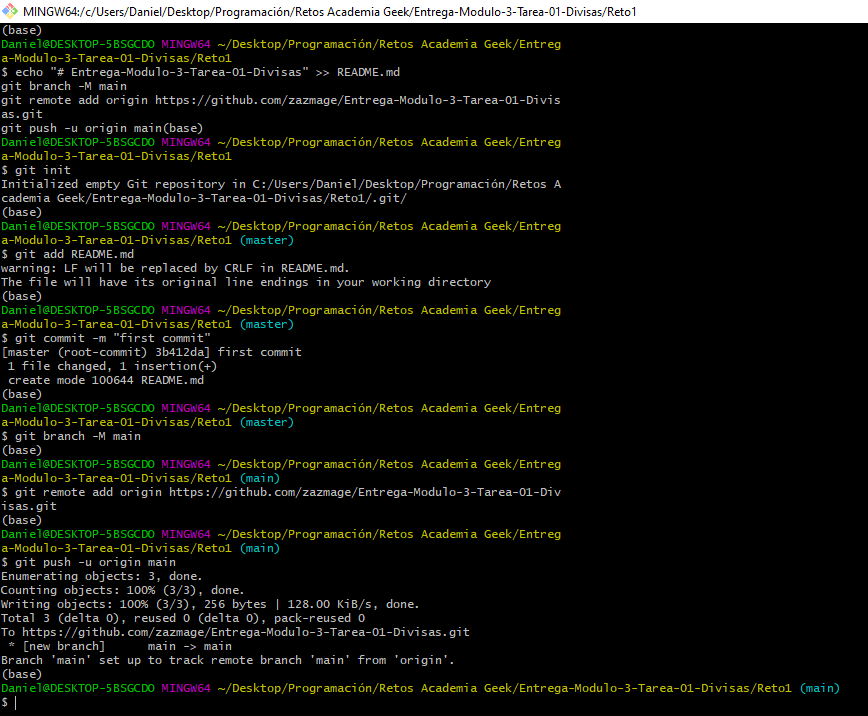 MINGW64:/c/Users/Daniel/Desktop/Programación/Retos Academia Geek/Entrega-Modulo-3-Tarea-01-Divisas/Reto1
(base)
Daniel@DESKTOP-5BSGCDO MINGW64 ~/Desktop/Programación/Retos Academia Geek/Entreg
a-Modulo-3-Tarea-01-Divisas/Reto1
$ echo "# Entrega-Modulo-3-Tarea-01-Divisas" >> README.md
git branch -M main
git remote add origin https://github.com/zazmage/Entrega-Modulo-3-Tarea-01-Divis
as.git
git push -u origin main(base)
Daniel@DESKTOP-5BSGCDO MINGW64 ~/Desktop/Programación/Retos Academia Geek/Entreg
a-Modulo-3-Tarea-01-Divisas/Reto1
$ git init
Initialized empty Git repository in C:/Users/Daniel/Desktop/Programación/Retos A
cademia Geek/Entrega-Modulo-3-Tarea-01-Divisas/Reto1/.git/
(base)
Daniel@DESKTOP-5BSGCDO MINGW64 ~/Desktop/Programación/Retos Academia Geek/Entreg
a-Modulo-3-Tarea-01-Divisas/Reto1 (master)
$ git add README.md
warning: LF will be replaced by CRLF in README.md.
The file will have its original line endings in your working directory
(base)
Daniel@DESKTOP-5BSGCDO MINGW64 ~/Desktop/Programación/Retos Academia Geek/Entreg
a-Modulo-3-Tarea-01-Divisas/Reto1 (master)
$ git commit -m "first commit"
[master (root-commit) 3b412da] first commit
 1 file changed, 1 insertion(+)
 create mode 100644 README.md
(base)
Daniel@DESKTOP-5BSGCDO MINGW64 ~/Desktop/Programación/Retos Academia Geek/Entreg
a-Modulo-3-Tarea-01-Divisas/Reto1 (master)
$ git branch -M main
(base)
Daniel@DESKTOP-5BSGCDO MINGW64 ~/Desktop/Programación/Retos Academia Geek/Entreg
a-Modulo-3-Tarea-01-Divisas/Reto1 (main)
$ git remote add origin https://github.com/zazmage/Entrega-Modulo-3-Tarea-01-Div
isas.git
(base)
Daniel@DESKTOP-5BSGCDO MINGW64 ~/Desktop/Programación/Retos Academia Geek/Entreg
a-Modulo-3-Tarea-01-Divisas/Reto1 (main)
$ git push -u origin main
Enumerating objects: 3, done.
Counting objects: 100% (3/3), done.
Writing objects: 100% (3/3), 256 bytes | 128.00 KiB/s, done.
Total 3 (delta 0), reused 0 (delta 0), pack-reused 0
To https://github.com/zazmage/Entrega-Modulo-3-Tarea-01-Divisas.git
 * [new branch]      main -> main
Branch 'main' set up to track remote branch 'main' from 'origin'.
(base)
Daniel@DESKTOP-5BSGCDO MINGW64 ~/Desktop/Programación/Retos Academia Geek/Entrega-Modulo-3-Tarea-01-Divisas/Reto1 (main)
$